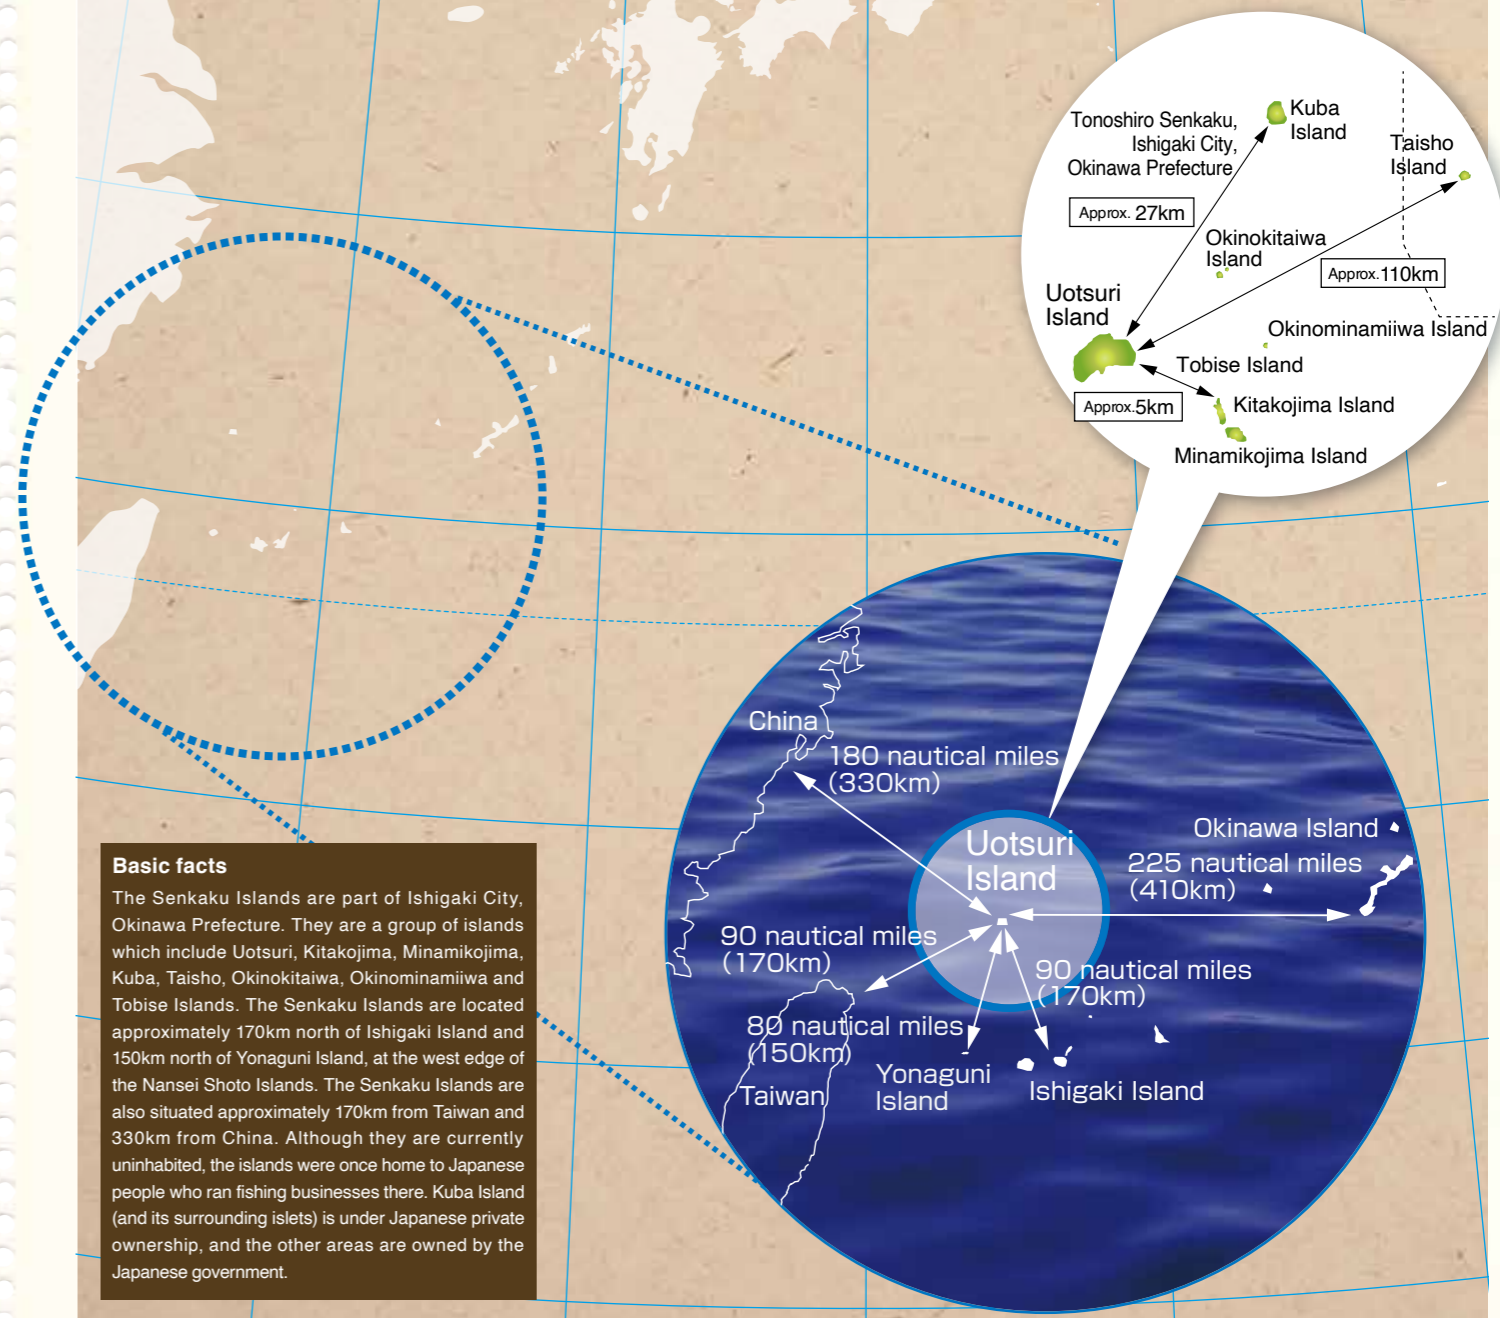 Kuba
Island
Tonoshiro Senkaku,
Ishigaki City,
Okinawa Prefecture
Taisho
Island
Approx. 27km
Okinokitaiwa
Island
Approx.110km
Uotsuri
Island
Okinominamiiwa Island
Tobise Island
Approx.5km
Kitakojima Island
Minamikojima Island
China
180 nautical miles
(330km)
Uotsuri
Island
Okinawa Island
225 nautical miles
(410km)
90 nautical miles
(170km)
90 nautical miles
(170km)
80 nautical miles
(150km)
Yonaguni
Island
Ishigaki Island
Taiwan
Basic facts
The Senkaku Islands are part of Ishigaki City,
Okinawa Prefecture. They are a group of islands
which include Uotsuri, Kitakojima, Minamikojima,
Kuba, Taisho, Okinokitaiwa, Okinominamiiwa and
Tobise Islands. The Senkaku Islands are located
approximately 170km north of Ishigaki Island and
150km north of Yonaguni Island, at the west edge of
the Nansei Shoto Islands. The Senkaku Islands are
also situated approximately 170km from Taiwan and
330km from China. Although they are currently
uninhabited, the islands were once home to Japanese
people who ran fishing businesses there. Kuba Island
(and its surrounding islets) is under Japanese private
ownership, and the other areas are owned by the
Japanese government.